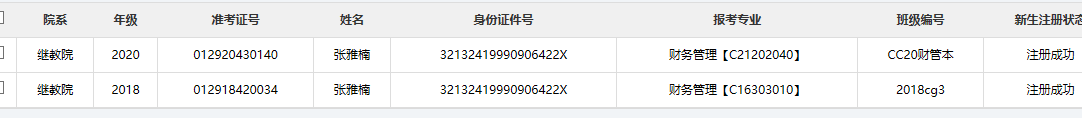 院系 年级 准考证号 姓名 身份证件号 报考专业 班级编号 新生注册状态
继教院 2020 012920430140 张雅楠 32132419990906422X 财务管理【C21202040】 CC20财管本 注册成功
继教院 2018 012918420034 张雅楠 32132419990906422X 财务管理【C16303010】 2018cg3 注册成功